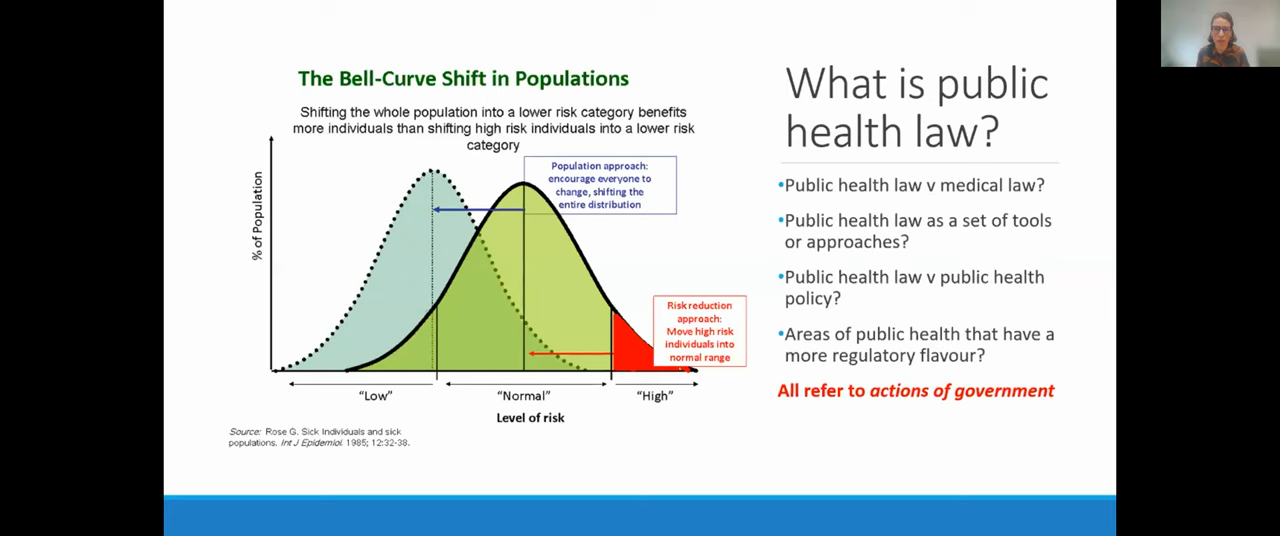 The Bell-Curve Shift in Populations
Shifting the whole population into a lower risk category benefits
more individuals than shifting high risk individuals into a lower risk
category
Population approach:
encourage everyone to
change, shifting the
entire distribution
% of Population
Risk reduction
approach:
Move high risk
individuals into
normal range
“Low”
“Normal”
“High”
Level of risk
Source: Rose G. Sick Individuals and sick
populations. Int J Epidemiol. 1985; 12:32-38.
What is public
health law?
•Public health law v medical law?
•Public health law as a set of tools
or approaches?
•Public health law v public health
policy?
•Areas of public health that have a
more regulatory flavour?
All refer to actions of government